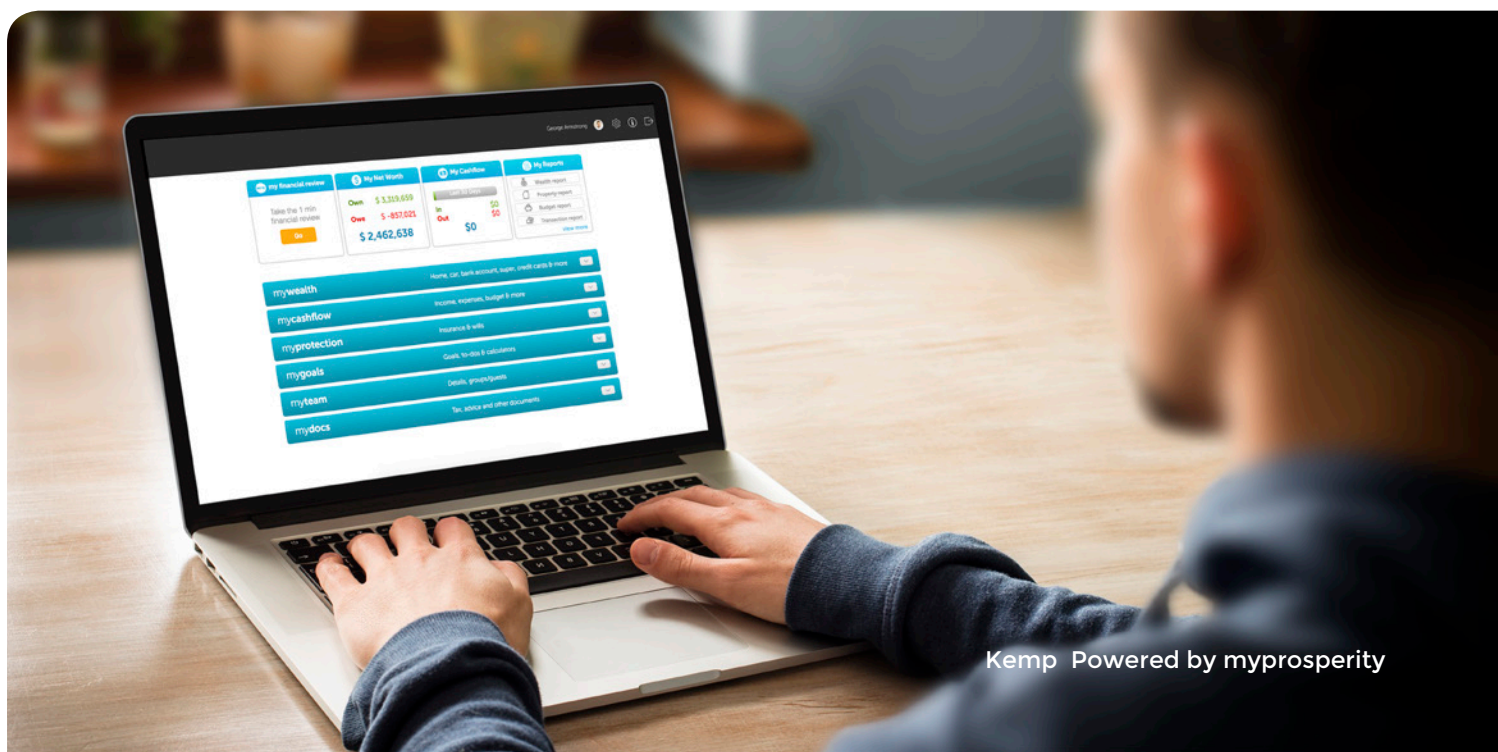 George Armstrong
my financial review
Take the 1 min
financial review
Go
My Net Worth
Own $ 3,319,659
Owe $ -857,021
$ 2,462,638
My Cashflow
Last 30 Days
In $0
Out $0
$0
My Reports
Wealth report
Property report
Budget report
Transaction report
View more
mywealth Home, car, bank account, super, credit cards & more
mycashflow Income, expenses, budget & more
myprotection Insurance & wills
mygoals Goals, to-dos & calculators
myteam Details, groups/guests
mydocs Tax, advice and other documents
Kemp Powered by myprosperity